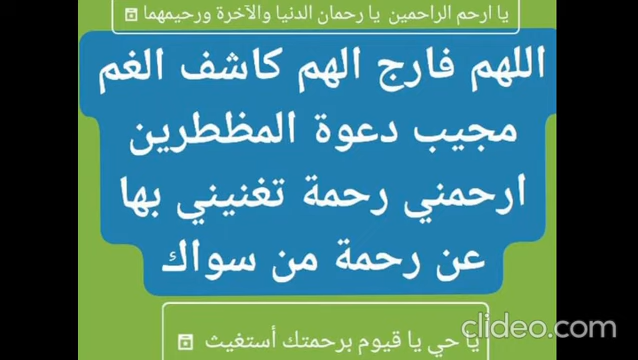 يا ارحم الراحمين يا رحمان الدنيا والآخرة ورحيمهما
اللهم فارج الهم كاشف الغم
مجيب دعوة المظطرين
ارحمني رحمة تغنيني بها
عن رحمة من سواك
يا حي يا قيوم برحمتك أستغيث
clideo.com